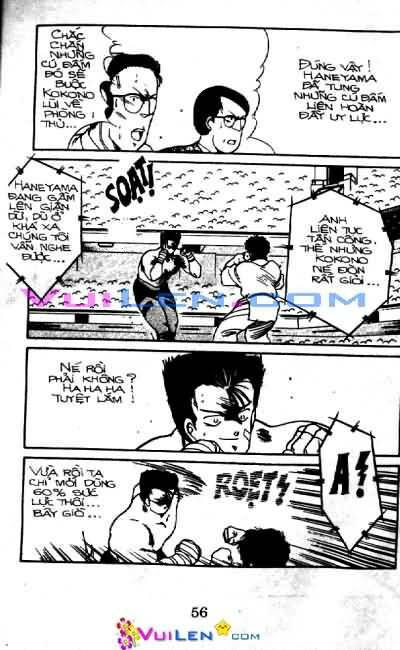 CHẮC
CHẮN
NHỮNG
CÚ ĐẤM
ĐÓ SẼ
BUỘC
KOKONO
LÙI VỀ
PHÒNG
THỦ...
ĐÚNG VẬY!
HANEYAMA
ĐÃ TUNG
NHỮNG CÚ ĐẤM
LIÊN HOÀN
ĐẦY UY LỰC...
HANEYAMA
ĐANG GẦM
LÊN GIẬN
DỮ, DÙ Ở
KHÁ XA
CHÚNG TÔI
VẪN NGHE
ĐƯỢC...
SOẠT!
ANH
LIÊN TỤC
TẤN CÔNG.
THẾ NHƯNG
KOKONO
NÉ ĐÒN
RẤT GIỎI...
VUILEN.COM
NÉ RỒI
PHẢI KHÔNG?
HA HA HA!
TUYỆT LẮM!
VỪA RỒI TA
CHỈ MỚI DÙNG
60% SỨC
LỰC THÔI...
BÂY GIỜ...
ROẸT!
A!
56
VUILEN.COM